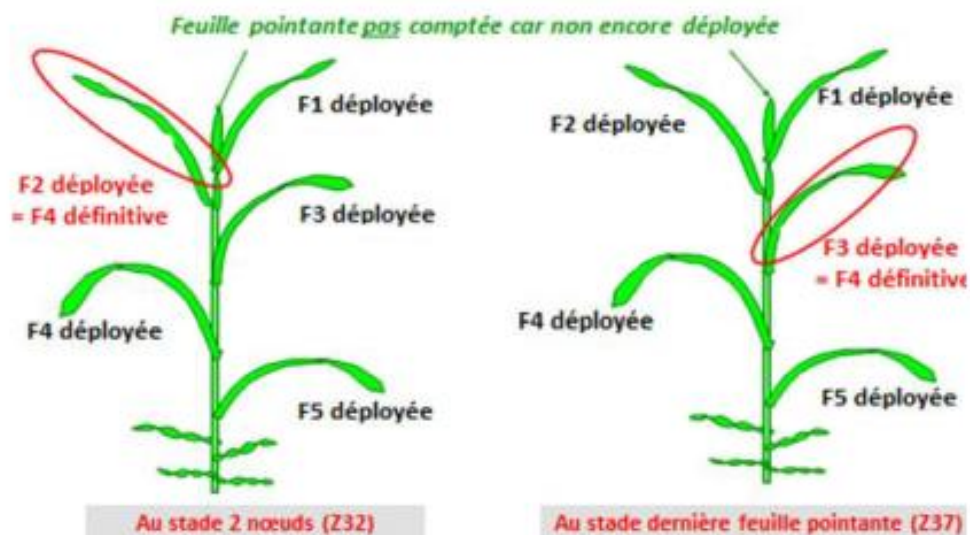 Feuille pointante pas comptée car non encore déployée
F1 déployée
F2 déployée
= F4 définitive
F3 déployée
F4 déployée
F5 déployée
Au stade 2 nœuds (Z32)
F1 déployée
F2 déployée
F3 déployée
= F4 définitive
F4 déployée
F5 déployée
Au stade dernière feuille pointante (Z37)